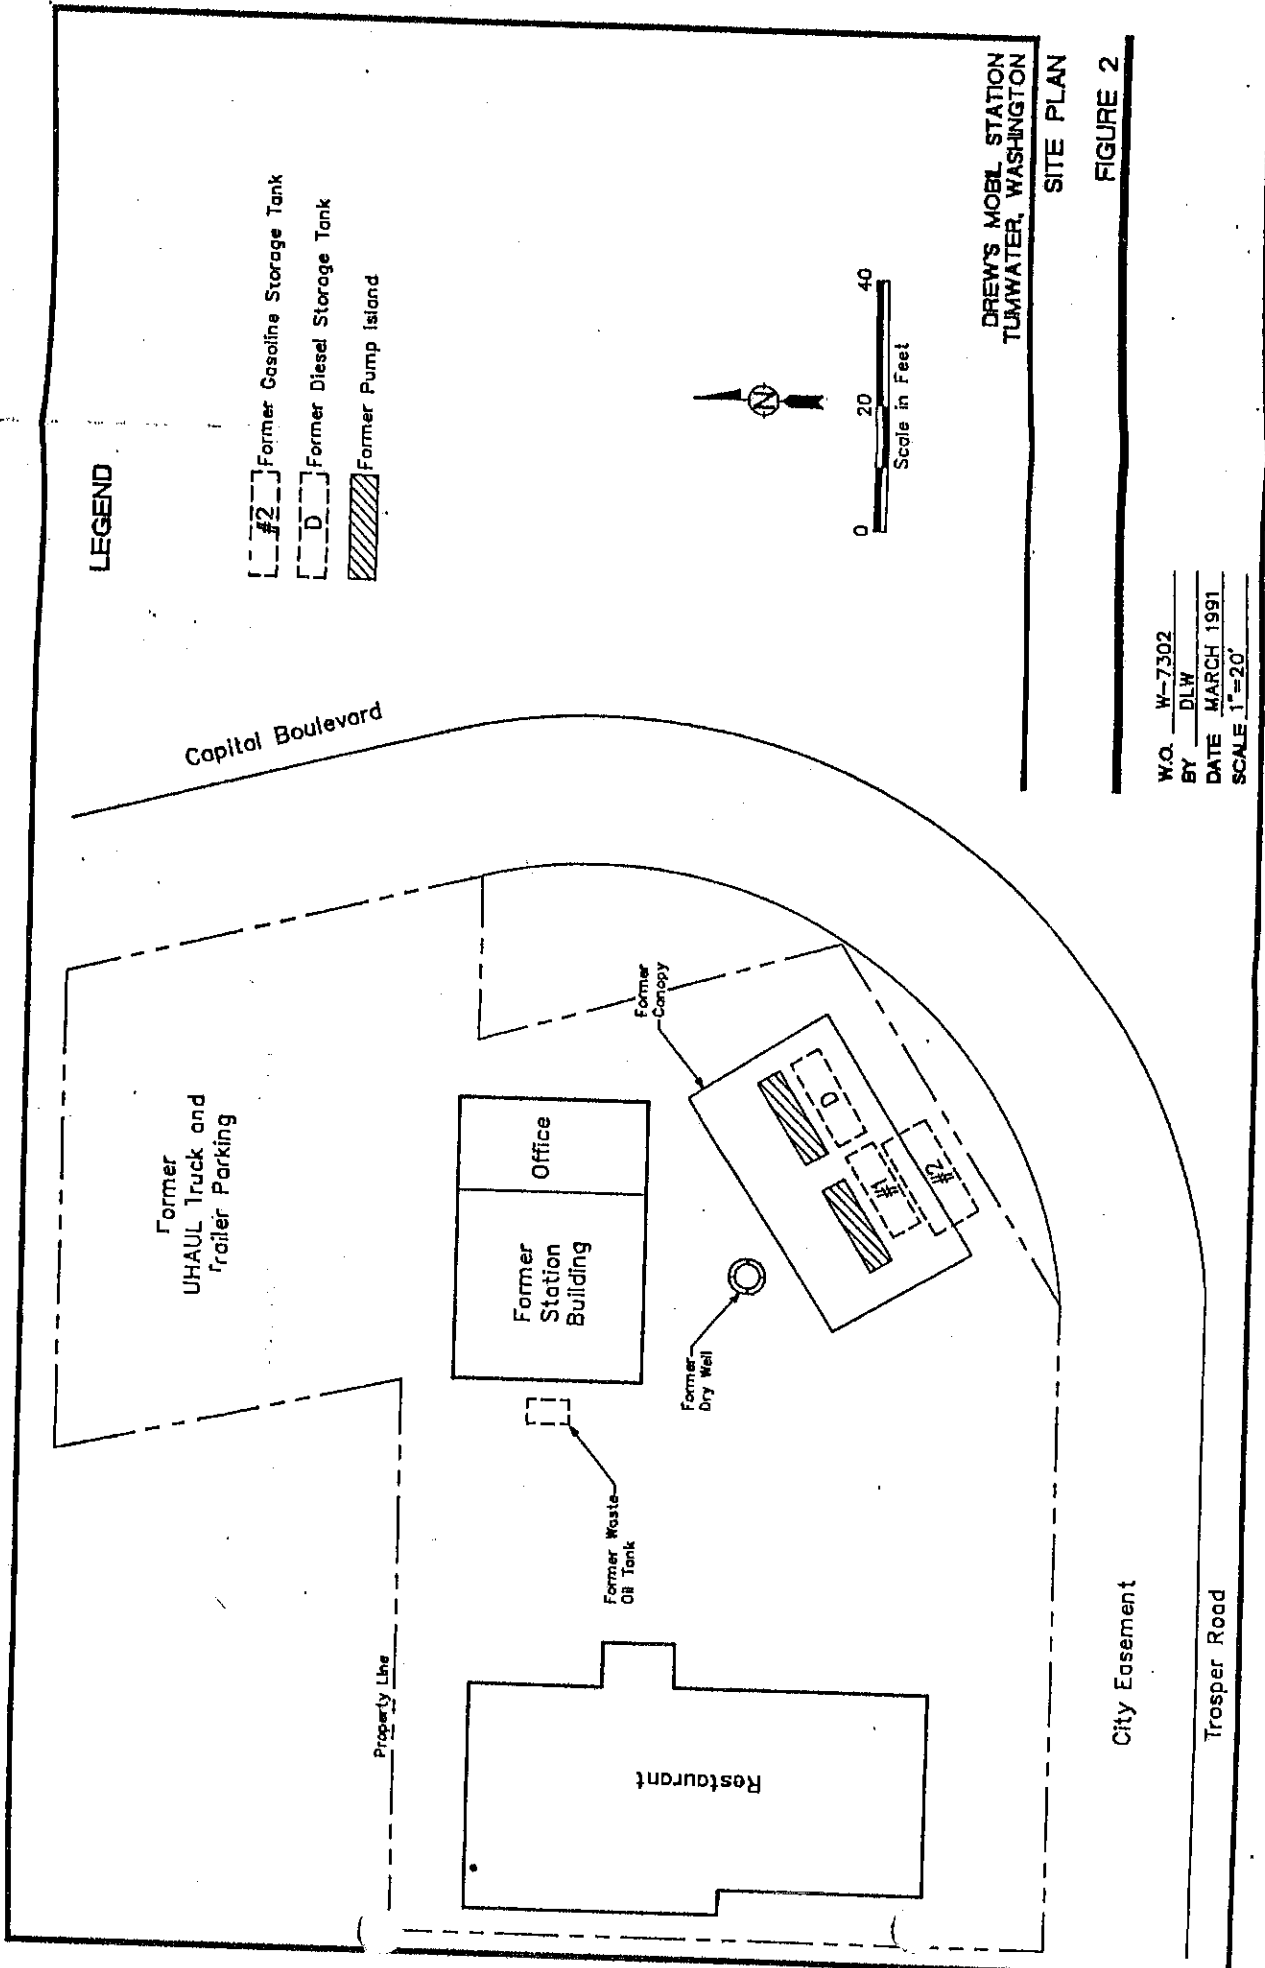 Capitol Boulevard
Former
UHAUL Truck and
Trailer Parking
Property Line
Office
Former
Station
Building
Former Waste
Oil Tank
Former
Dry Well
Former
Canopy
D
#1
#2
Restaurant
City Easement
Trosper Road
LEGEND
#2 Former Gasoline Storage Tank
D Former Diesel Storage Tank
Former Pump Island
N
0 20 40
Scale in Feet
DREW'S MOBIL STATION
TUMWATER, WASHINGTON
SITE PLAN
FIGURE 2
W.O. W-7302
BY DLW
DATE MARCH 1991
SCALE 1"=20'